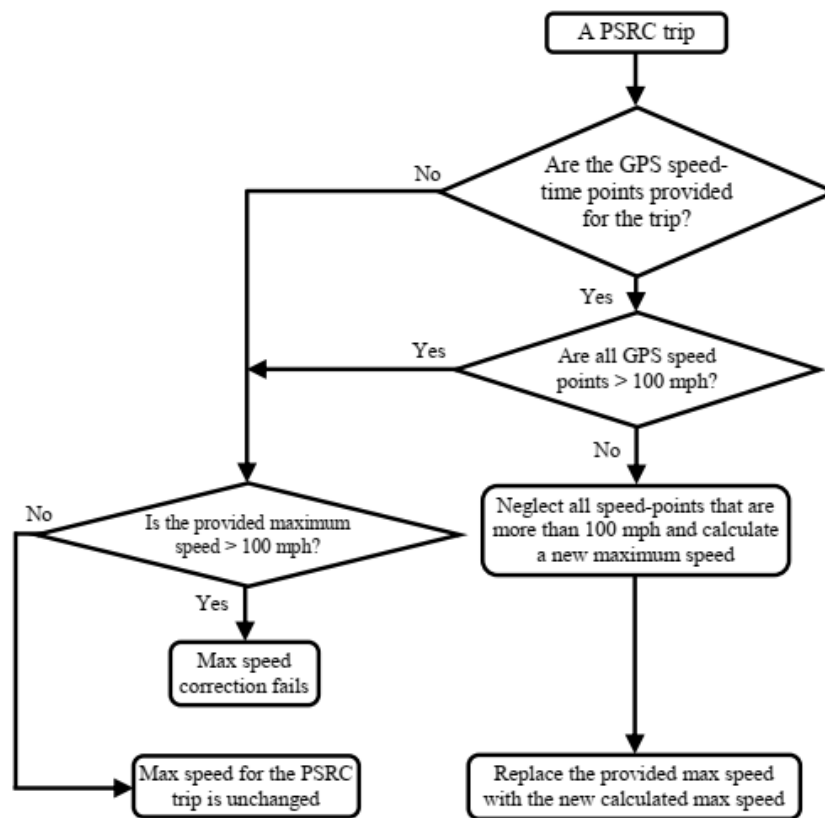 A PSRC trip
No
Are the GPS speed-
time points provided
for the trip?
Yes
Yes
Are all GPS speed
points > 100 mph?
No
No
Is the provided maximum
speed > 100 mph?
Neglect all speed-points that are
more than 100 mph and calculate
a new maximum speed
Yes
Max speed
correction fails
Max speed for the PSRC
trip is unchanged
Replace the provided max speed
with the new calculated max speed